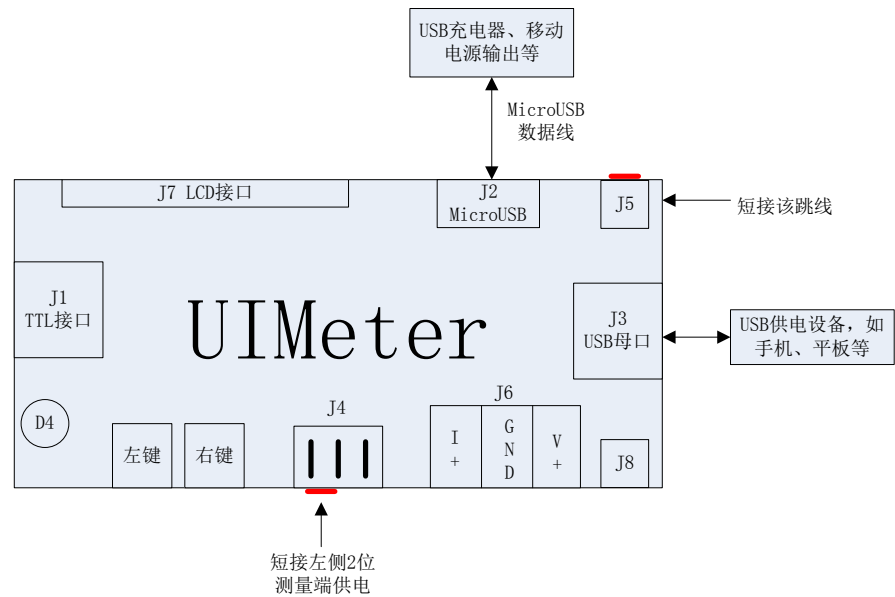 USB充电器、移动
电源输出等
MicroUSB
数据线
J7 LCD接口
J2
MicroUSB
J5
短接该跳线
J1
TTL接口
UIMeter
J3
USB母口
USB供电设备，如
手机、平板等
D4
左键
右键
J4
J6
I+
GND
V+
J8
短接左侧2位
测量端供电